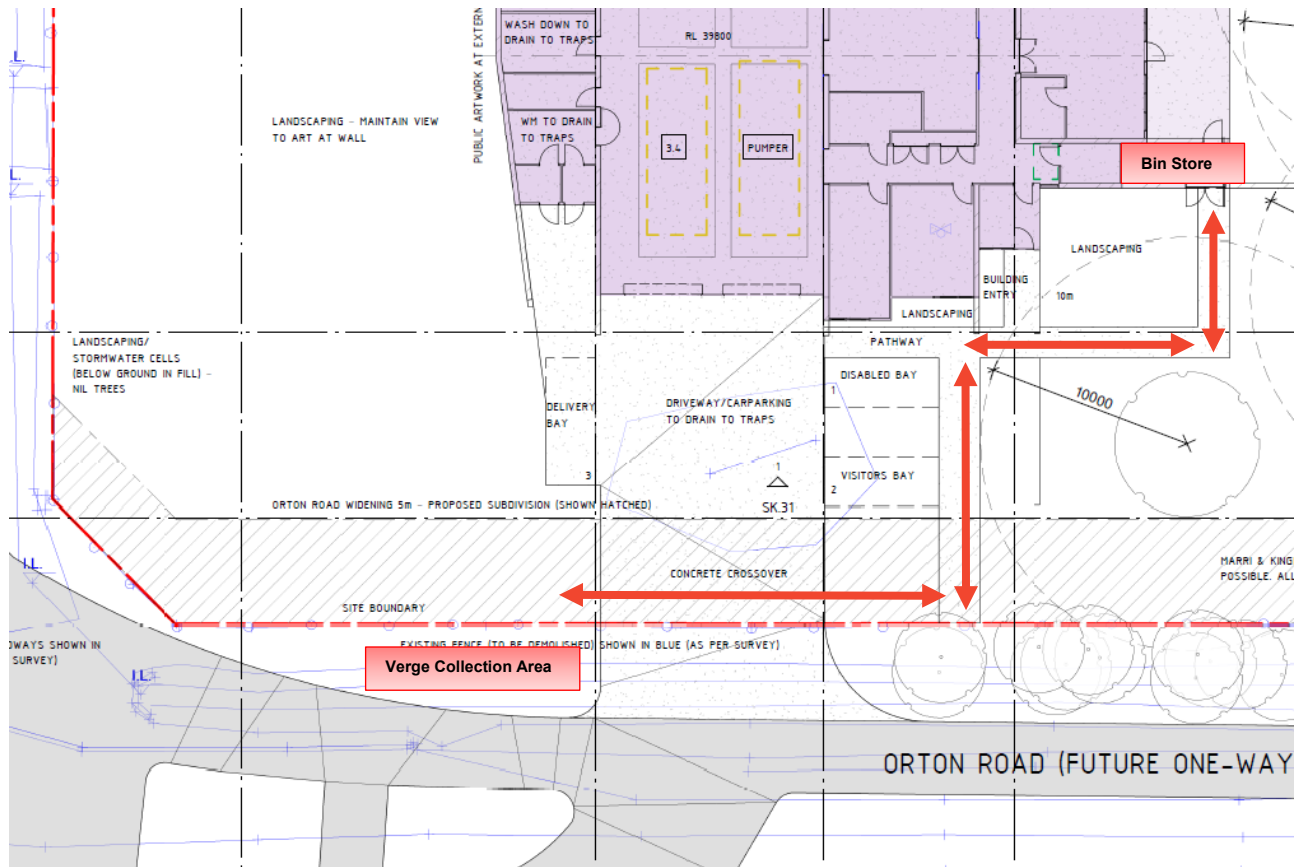 WASH DOWN TO
DRAIN TO TRAPS
RL 39800
PUBLIC ARTWORK AT EXTERN
I.L.
LANDSCAPING - MAINTAIN VIEW
TO ART AT WALL
WM TO DRAIN
TO TRAPS
3.4
PUMPER
Bin Store
I.L.
LANDSCAPING
BUILDING
ENTRY
10m
LANDSCAPING
LANDSCAPING/
STORMWATER CELLS
(BELOW GROUND IN FILL) -
NIL TREES
PATHWAY
DISABLED BAY
1
10000
DELIVERY
BAY
3
DRIVEWAY/CARPARKING
TO DRAIN TO TRAPS
1
SK.31
VISITORS BAY
2
ORTON ROAD WIDENING 5m - PROPOSED SUBDIVISION (SHOWN HATCHED)
I.L.
CONCRETE CROSSOVER
MARRI & KING
POSSIBLE. ALL
SITE BOUNDARY
OWAYS SHOWN IN
SURVEY)
EXISTING FENCE (TO BE DEMOLISHED) SHOWN IN BLUE (AS PER SURVEY)
Verge Collection Area
I.L.
ORTON ROAD (FUTURE ONE-WAY